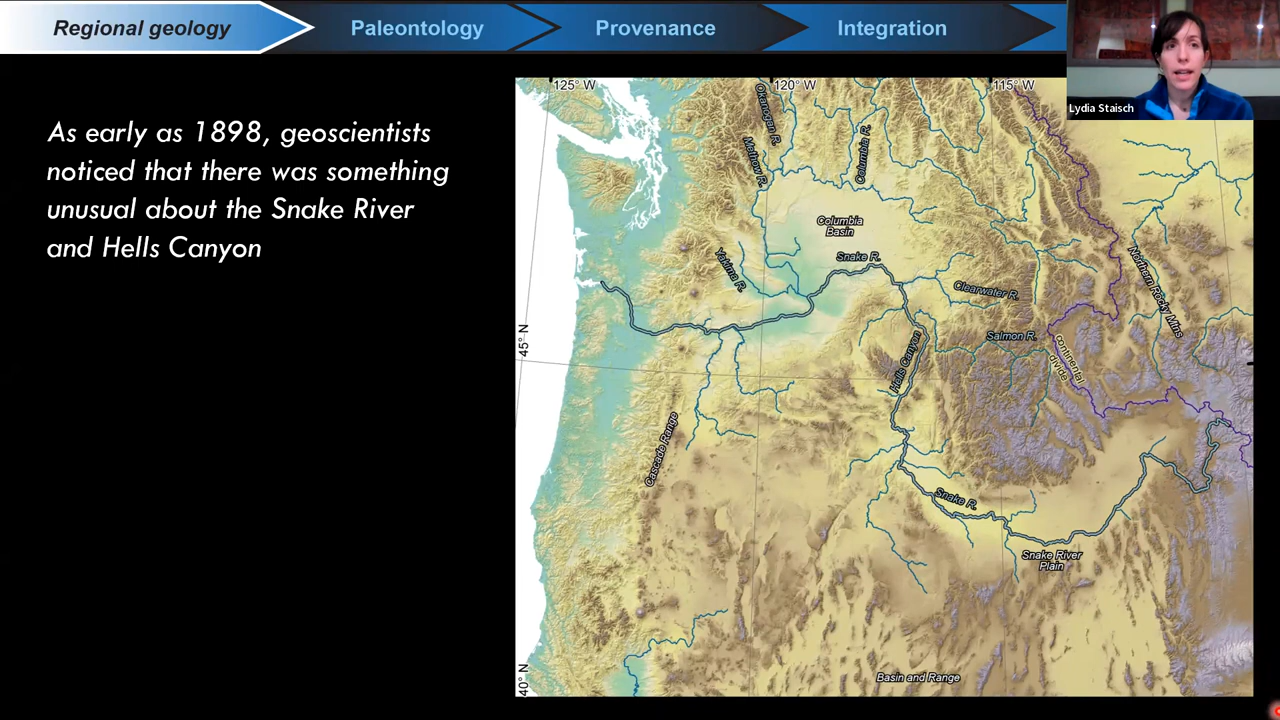 Regional geology
Paleontology
Provenance
Integration
Lydia Staisch
As early as 1898, geoscientists
noticed that there was something
unusual about the Snake River
and Hells Canyon
125° W
120° W
115° W
Okanogan R.
Methow R.
Columbia R.
Columbia
Basin
Yakima R.
Snake R.
Clearwater R.
Northern Rocky Mtns
45° N
Salmon R.
Hells Canyon
continental
divide
Cascade Range
Snake R.
Snake River
Plain
40° N
Basin and Range